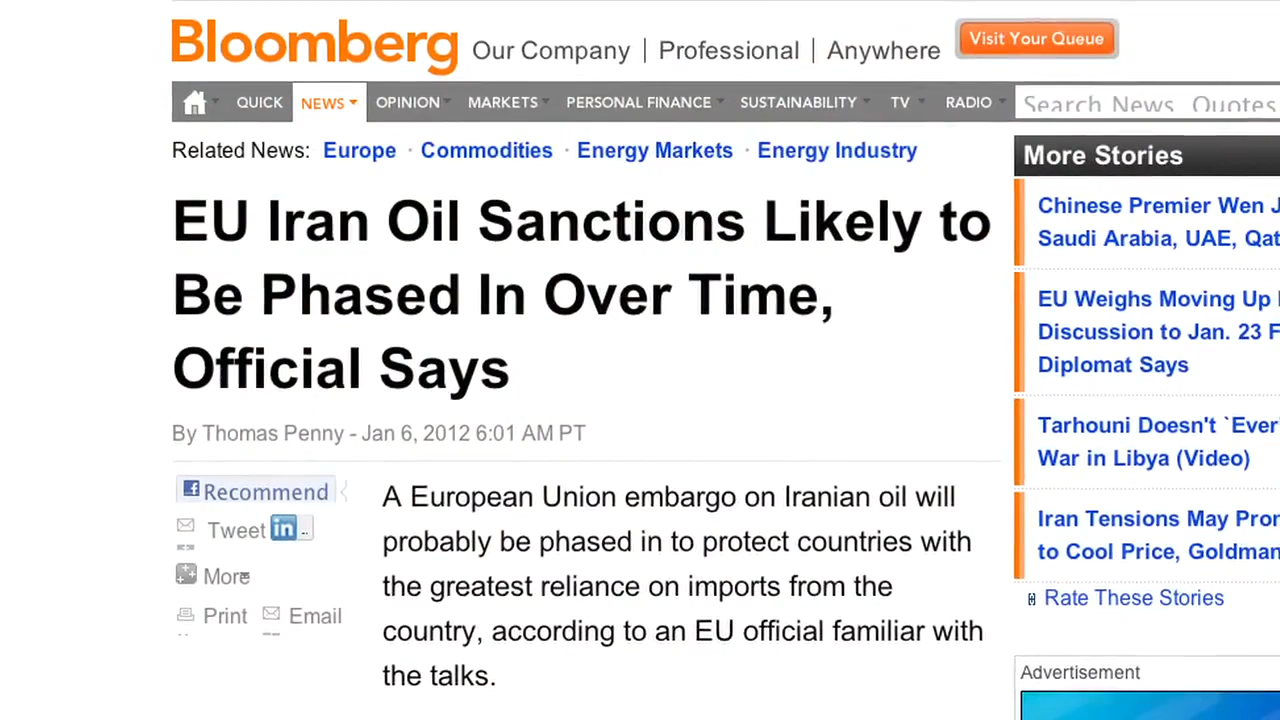 Bloomberg Our Company | Professional | Anywhere Visit Your Queue
QUICK NEWS OPINION MARKETS PERSONAL FINANCE SUSTAINABILITY TV RADIO Search News Quotes
Related News: Europe · Commodities · Energy Markets · Energy Industry
EU Iran Oil Sanctions Likely to
Be Phased In Over Time,
Official Says
By Thomas Penny - Jan 6, 2012 6:01 AM PT
Recommend
Tweet in ..
More
Print Email
A European Union embargo on Iranian oil will
probably be phased in to protect countries with
the greatest reliance on imports from the
country, according to an EU official familiar with
the talks.
More Stories
Chinese Premier Wen J
Saudi Arabia, UAE, Qat
EU Weighs Moving Up
Discussion to Jan. 23 F
Diplomat Says
Tarhouni Doesn't `Ever
War in Libya (Video)
Iran Tensions May Pron
to Cool Price, Goldman
Rate These Stories
Advertisement